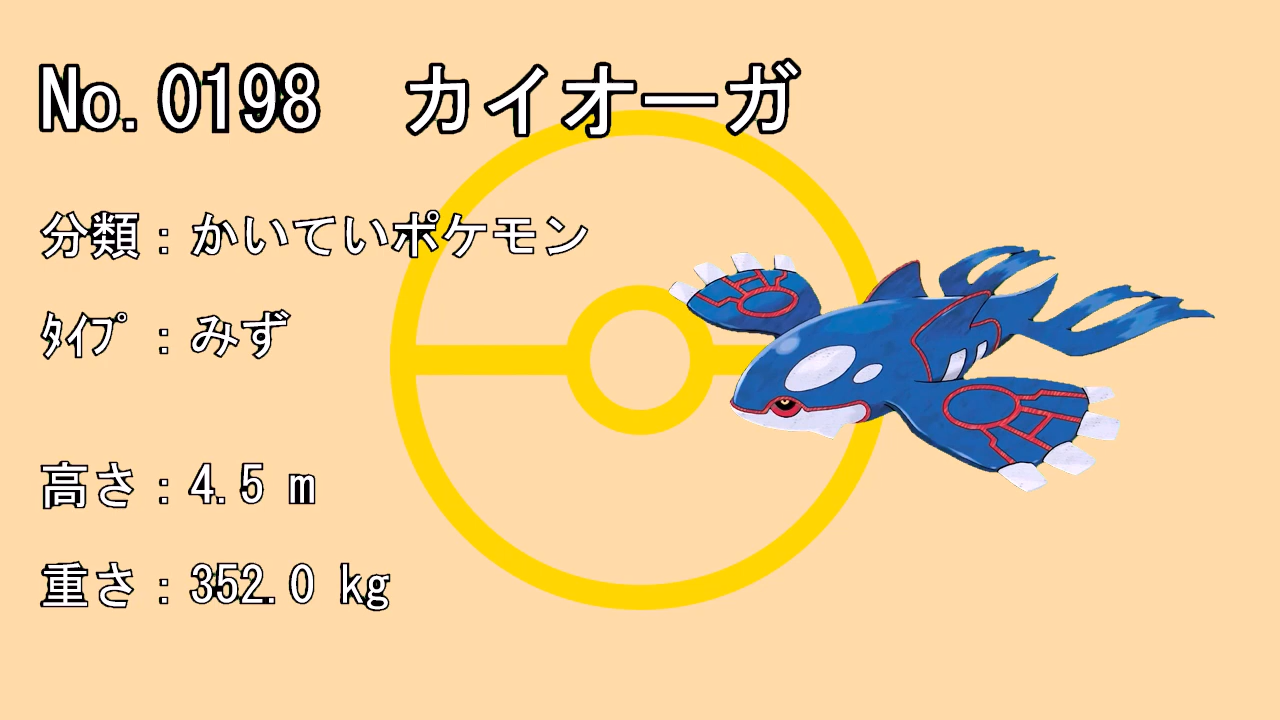 No.0198　カイオーガ
分類：かいていポケモン
ﾀｲﾌﾟ：みず
高さ：4.5 m
重さ：352.0 kg